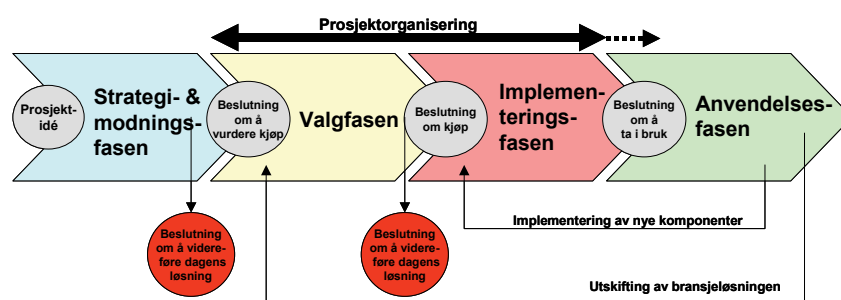 Prosjektorganisering
Prosjekt-
idé
Strategi- &
modnings-
fasen
Beslutning
om å
vurdere kjøp
Valgfasen
Beslutning
om kjøp
Implemen-
terings-
fasen
Beslutning
om å
ta i bruk
Anvendelses-
fasen
Beslutning
om å videre-
føre dagens
løsning
Beslutning
om å videre-
føre dagens
løsning
Implementering av nye komponenter
Utskifting av bransjeløsningen